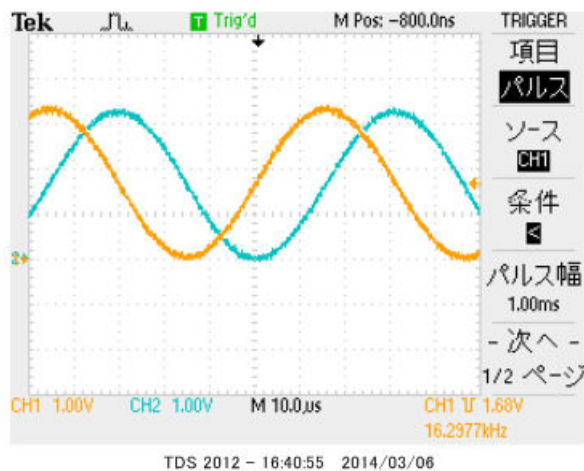 Tek T Trig'd M Pos: -800.0ns TRIGGER
項目
パルス
ソース
CH1
条件
<
パルス幅
1.00ms
- 次へ -
1/2 ページ
2
CH1 1.00V CH2 1.00V M 10.0µs CH1 1.68V
16.2977kHz
TDS 2012 - 16:40:55 2014/03/06